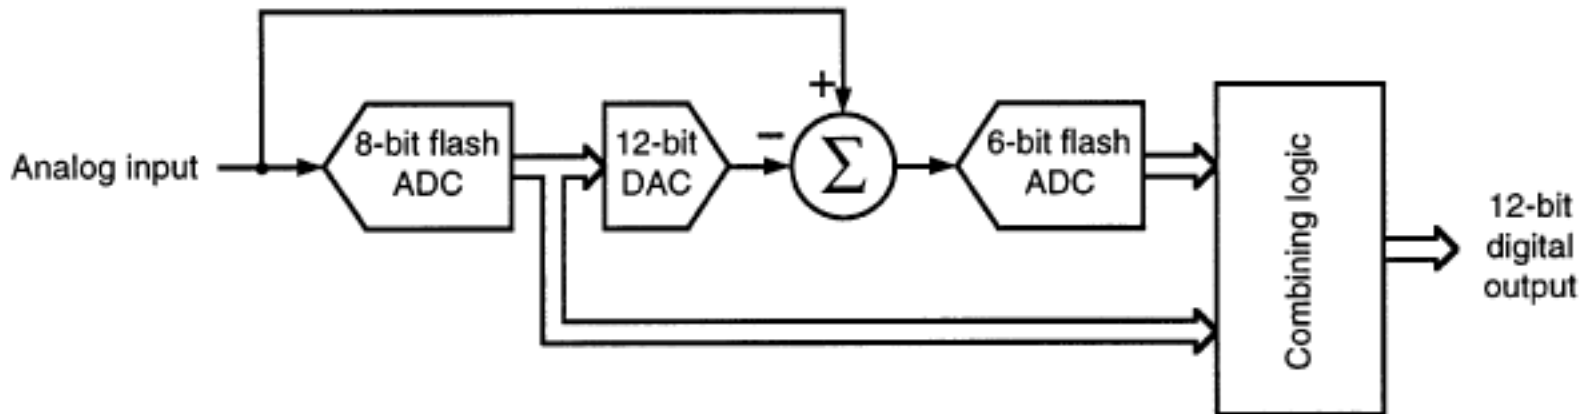 Analog input
8-bit flash
ADC
12-bit
DAC
+
−
Σ
6-bit flash
ADC
Combining logic
12-bit
digital
output